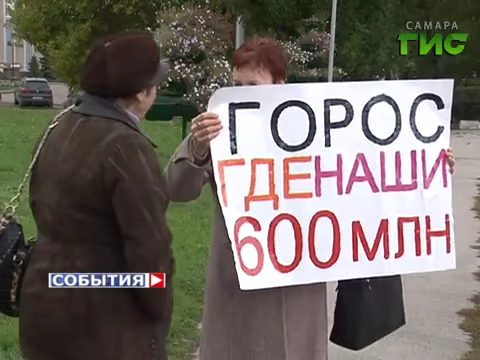 САМАРА
ГИС
ГОРОС
ГДЕ НАШИ
600 МЛН
СОБЫТИЯ